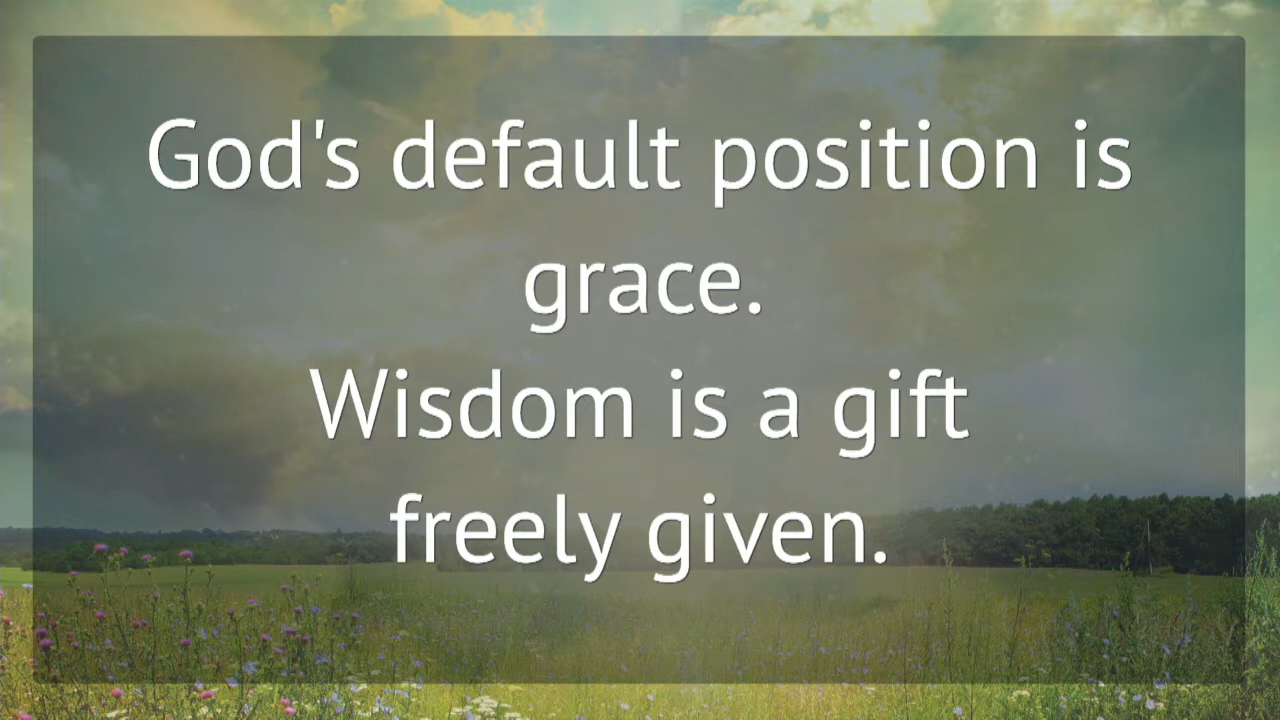 God's default position is
grace.
Wisdom is a gift
freely given.